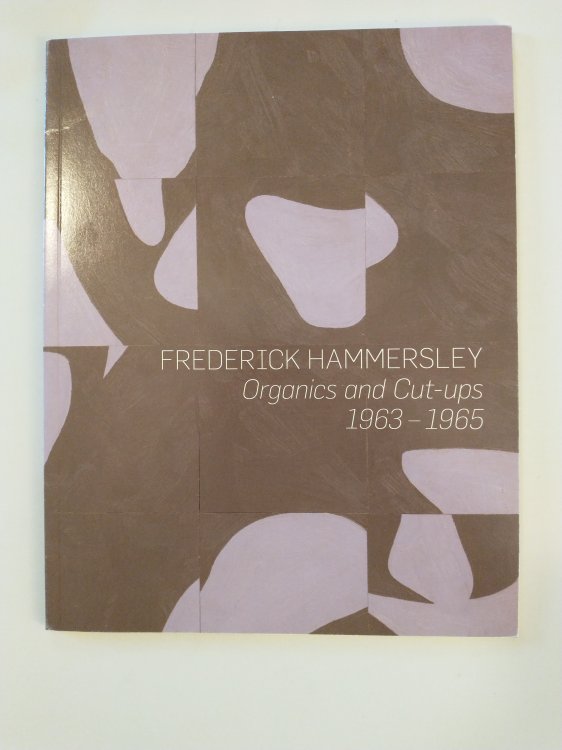 FREDERICK HAMMERSLEY
Organics and Cut-ups
1963 – 1965